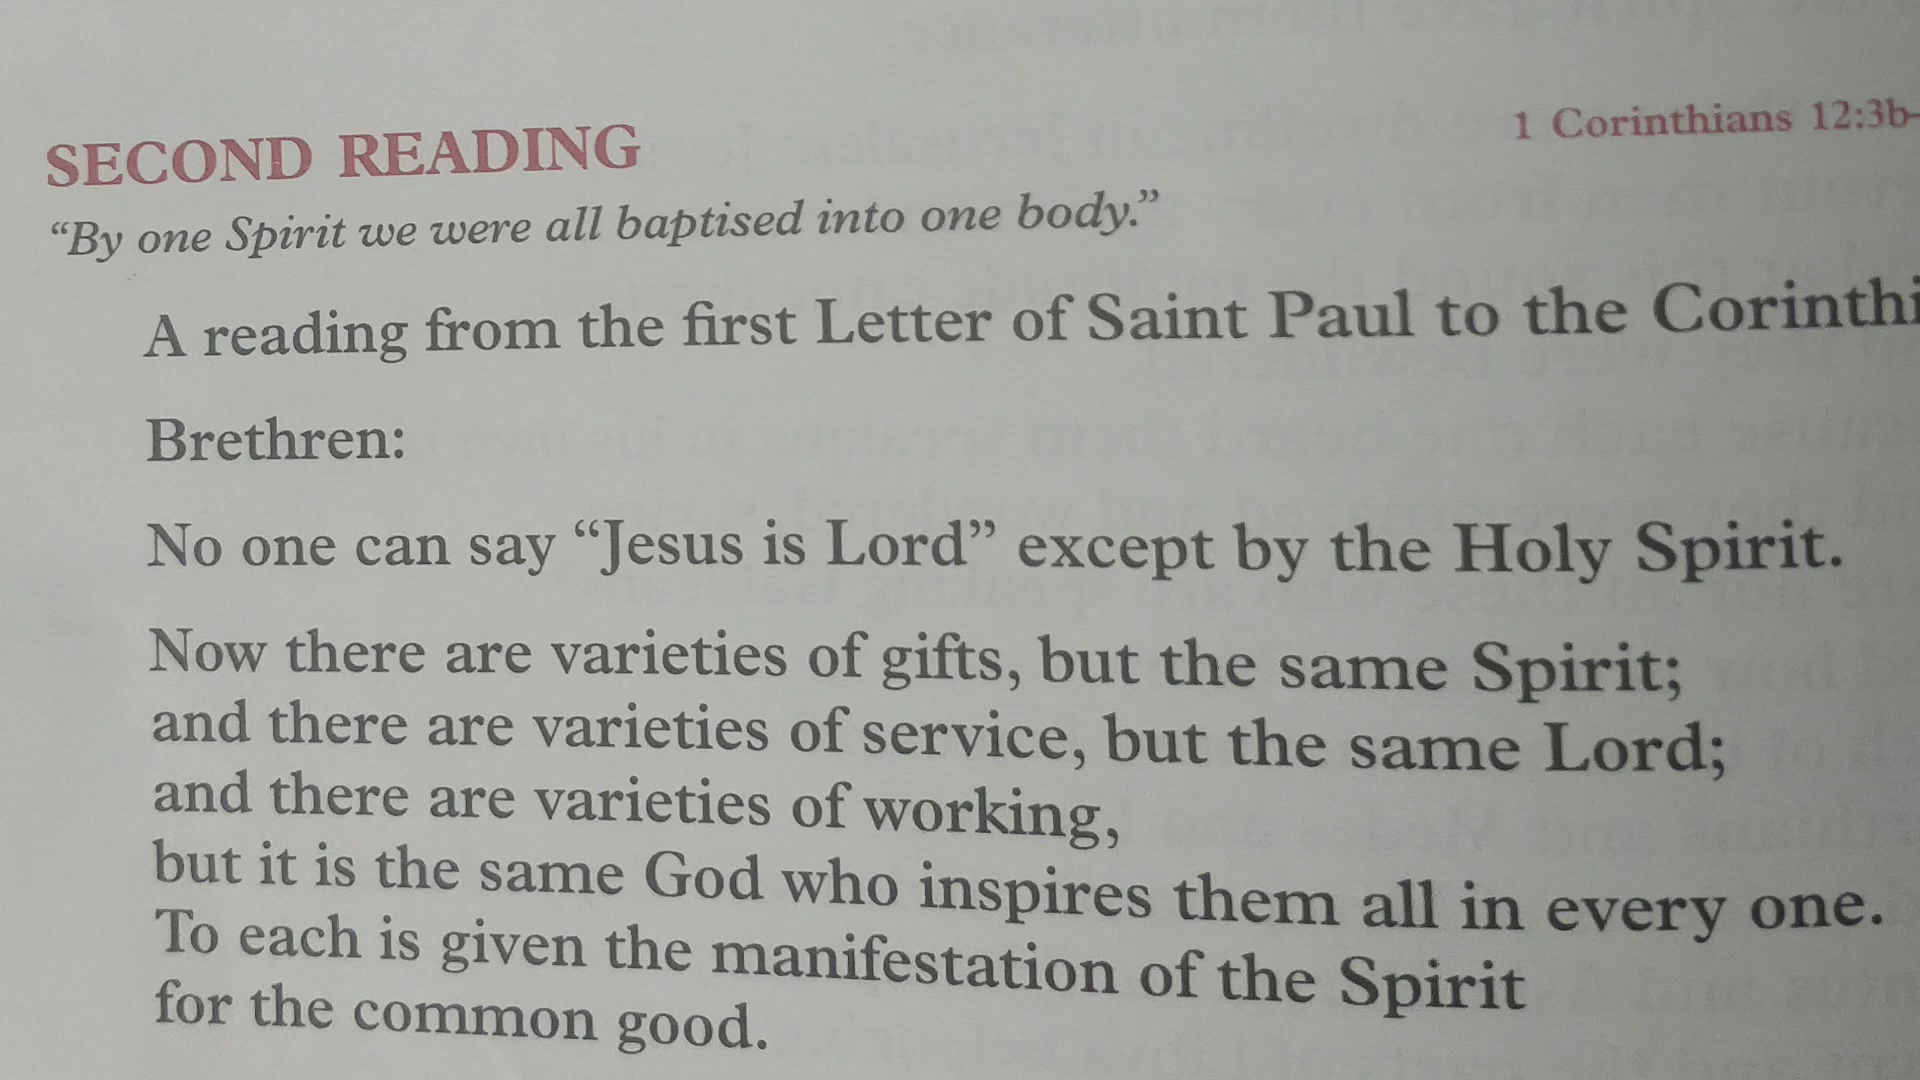 SECOND READING
1 Corinthians 12:3b-
“By one Spirit we were all baptised into one body.”
A reading from the first Letter of Saint Paul to the Corinthi
Brethren:
No one can say “Jesus is Lord” except by the Holy Spirit.
Now there are varieties of gifts, but the same Spirit;
and there are varieties of service, but the same Lord;
and there are varieties of working,
but it is the same God who inspires them all in every one.
To each is given the manifestation of the Spirit
for the common good.